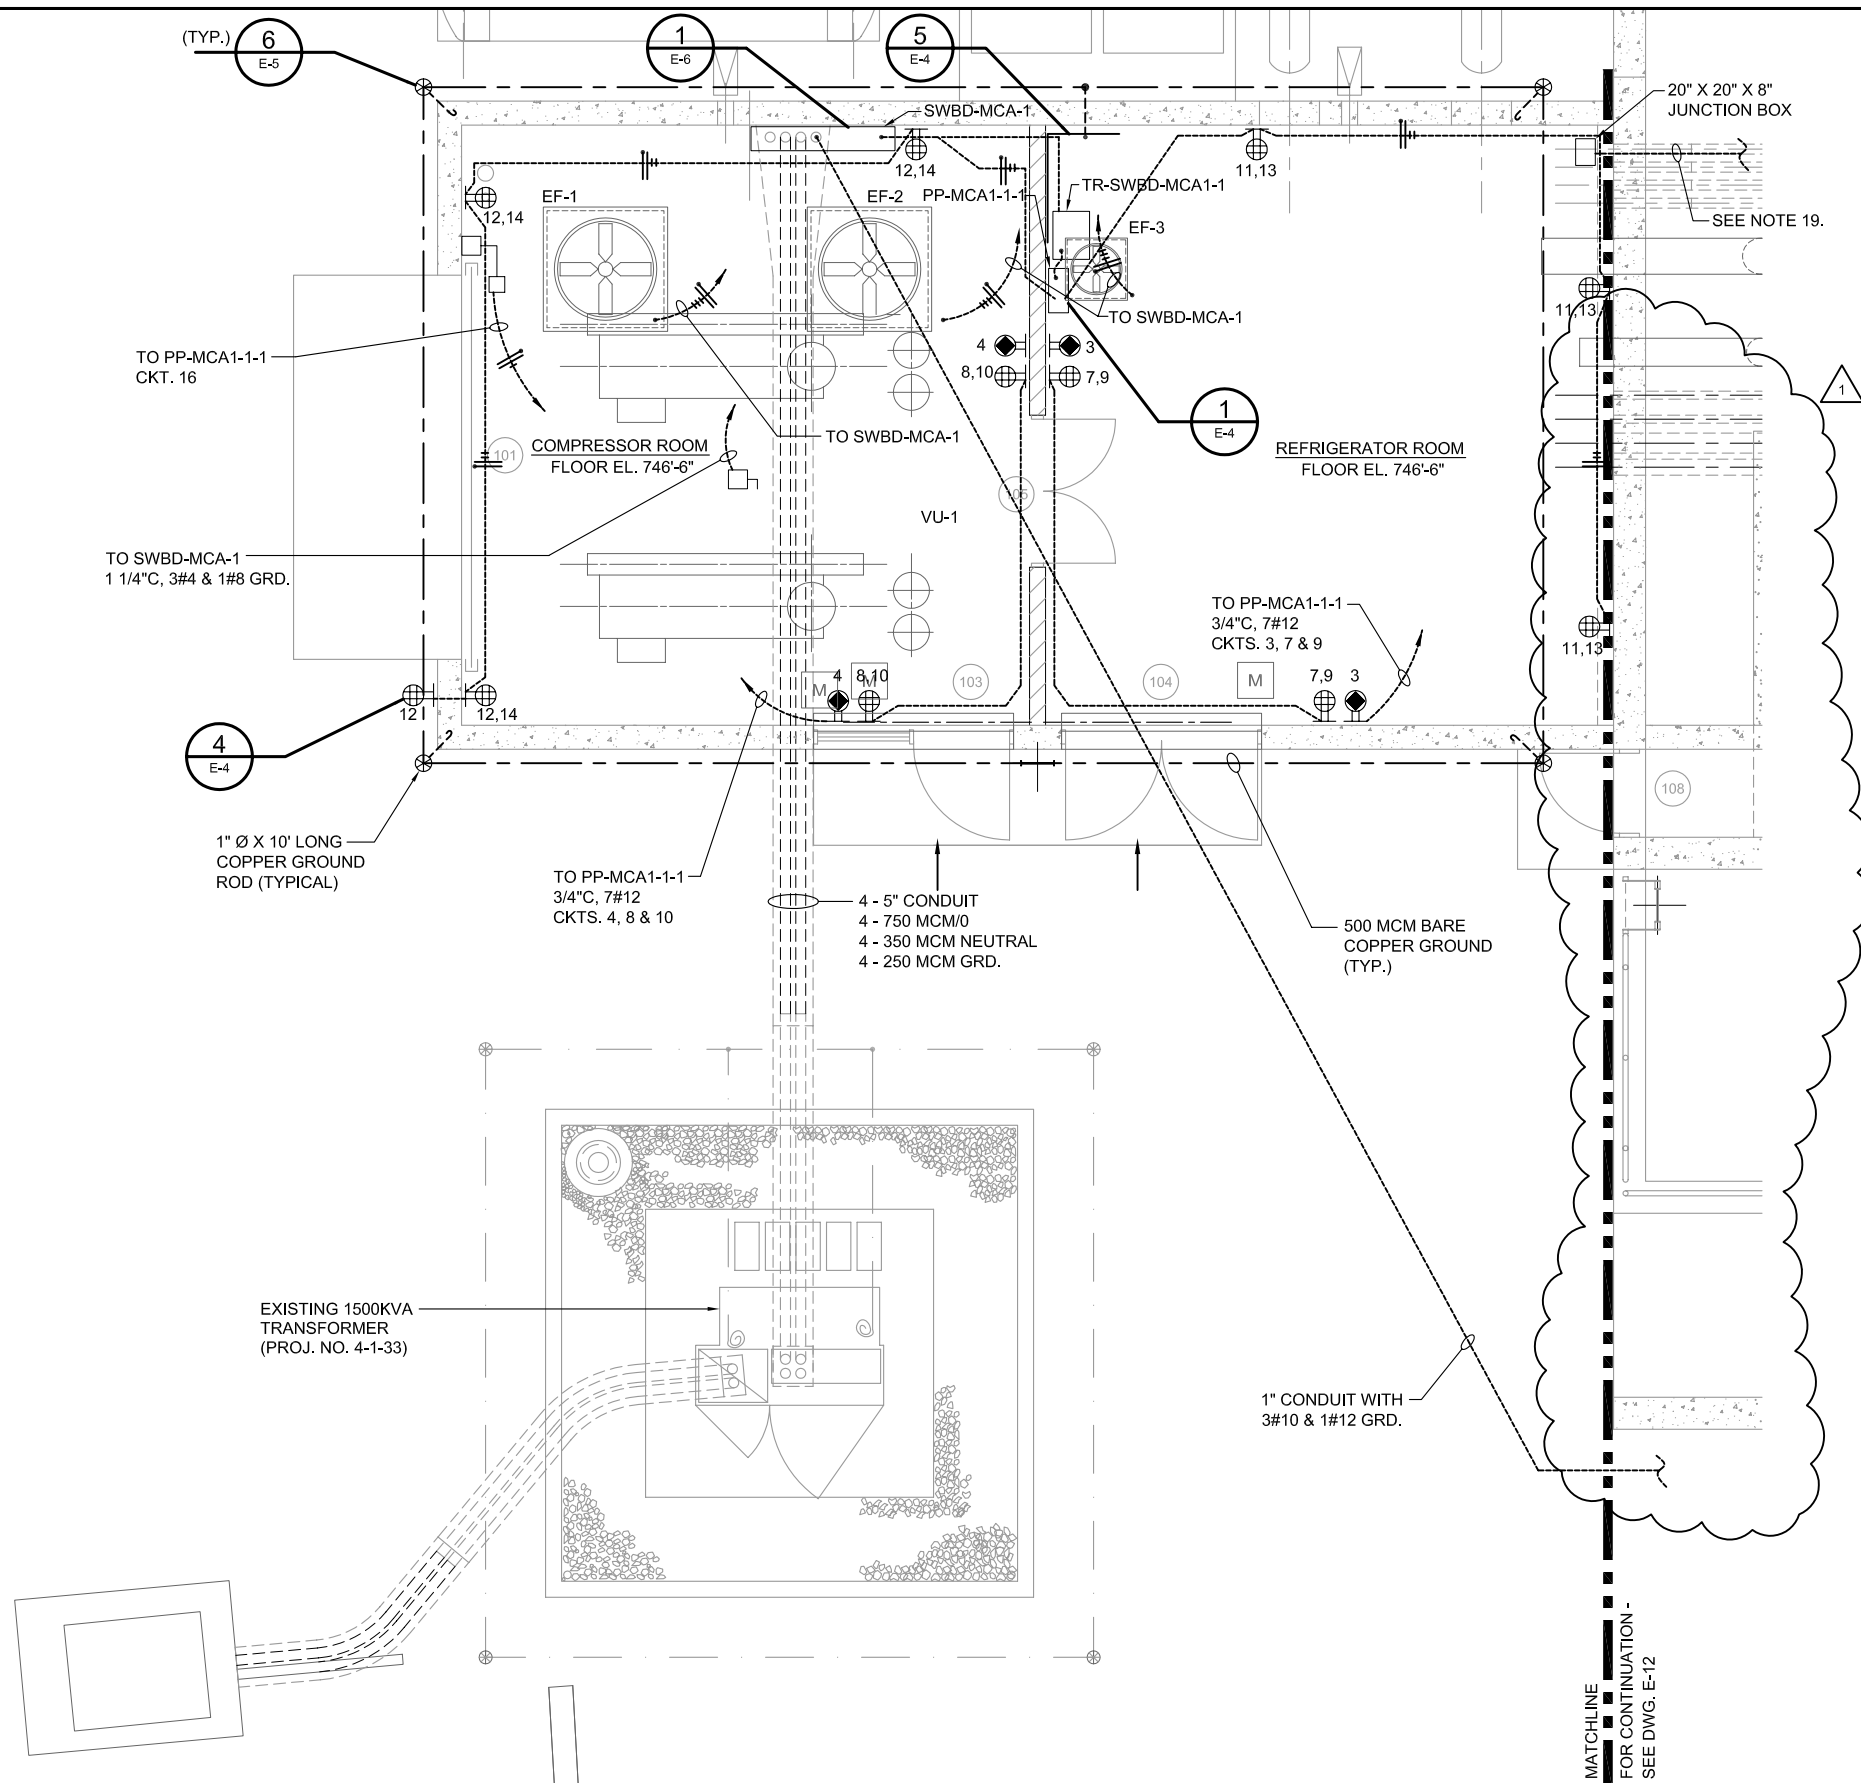 (TYP.)
6
E-5
1
E-6
5
E-4
SWBD-MCA-1
20" X 20" X 8"
JUNCTION BOX
12,14
11,13
EF-1
EF-2
PP-MCA1-1-1
TR-SWBD-MCA1-1
12,14
EF-3
SEE NOTE 19.
TO SWBD-MCA-1
11,13
TO PP-MCA1-1-1
CKT. 16
4
3
8,10
7,9
1
1
E-4
TO SWBD-MCA-1
101
COMPRESSOR ROOM
FLOOR EL. 746'-6"
REFRIGERATOR ROOM
FLOOR EL. 746'-6"
105
VU-1
TO SWBD-MCA-1
1 1/4"C, 3#4 & 1#8 GRD.
TO PP-MCA1-1-1
3/4"C, 7#12
CKTS. 3, 7 & 9
11,13
4
8,10
M
M
103
104
M
7,9
3
12
12,14
4
E-4
108
1" Ø X 10' LONG
COPPER GROUND
ROD (TYPICAL)
TO PP-MCA1-1-1
3/4"C, 7#12
CKTS. 4, 8 & 10
4 - 5" CONDUIT
4 - 750 MCM/0
4 - 350 MCM NEUTRAL
4 - 250 MCM GRD.
500 MCM BARE
COPPER GROUND
(TYP.)
EXISTING 1500KVA
TRANSFORMER
(PROJ. NO. 4-1-33)
1" CONDUIT WITH
3#10 & 1#12 GRD.
MATCHLINE
FOR CONTINUATION -
SEE DWG. E-12